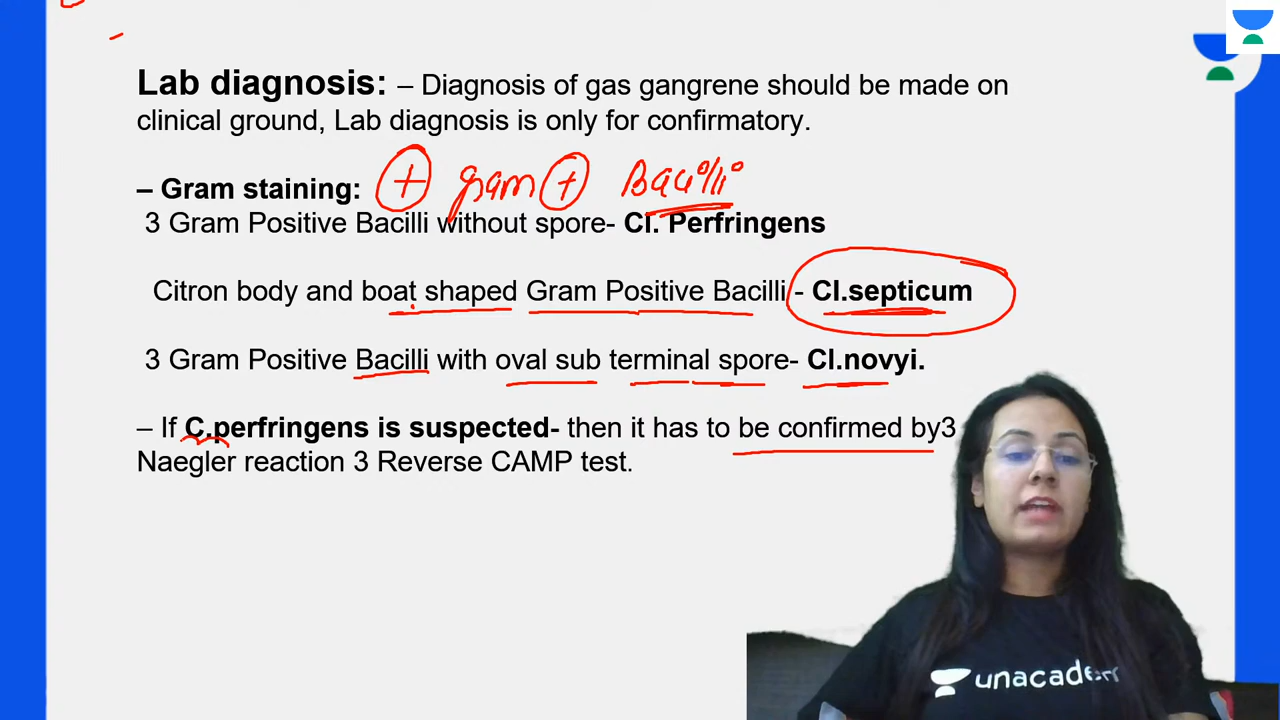 Lab diagnosis: – Diagnosis of gas gangrene should be made on
clinical ground, Lab diagnosis is only for confirmatory.
– Gram staining: + gram + Bacilli
3 Gram Positive Bacilli without spore- Cl. Perfringens
Citron body and boat shaped Gram Positive Bacilli - Cl.septicum
3 Gram Positive Bacilli with oval sub terminal spore- Cl.novyi.
– If C.perfringens is suspected- then it has to be confirmed by3
Naegler reaction 3 Reverse CAMP test.
unacade